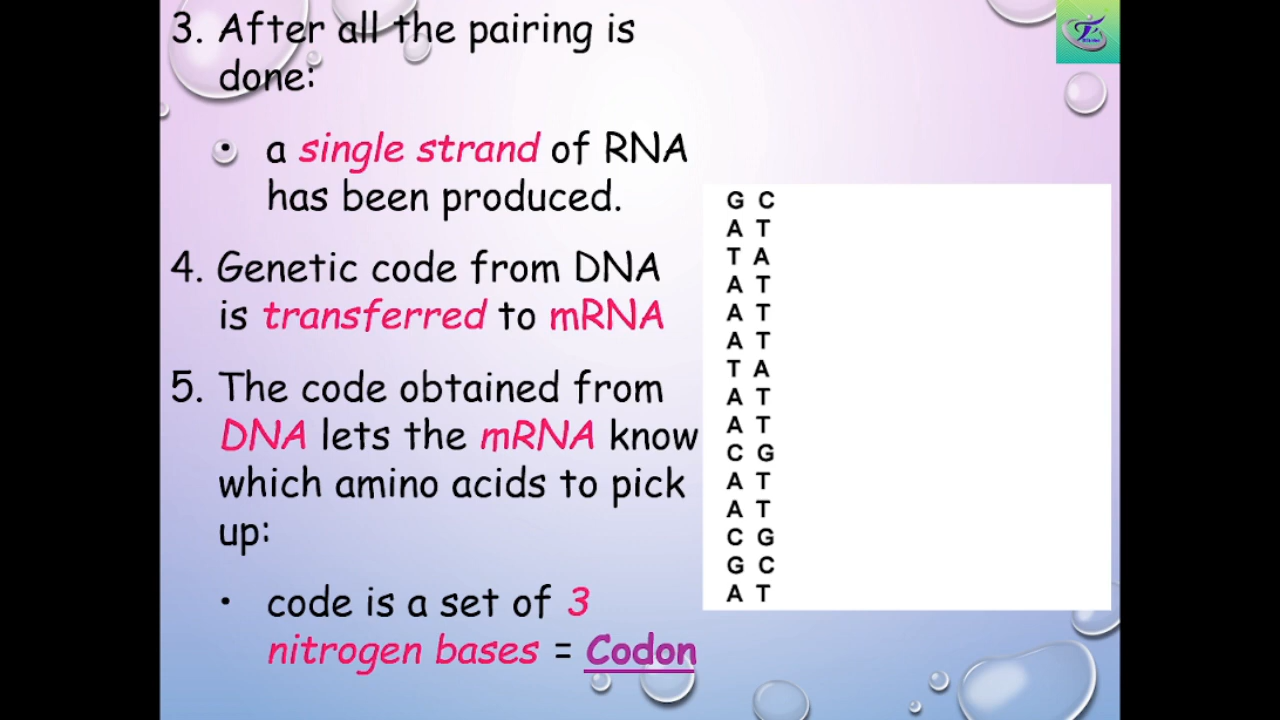 3. After all the pairing is
done:
• a single strand of RNA
has been produced.
4. Genetic code from DNA
is transferred to mRNA
5. The code obtained from
DNA lets the mRNA know
which amino acids to pick
up:
• code is a set of 3
nitrogen bases = Codon
G C
A T
T A
A T
A T
A T
T A
A T
A T
C G
A T
A T
C G
G C
A T